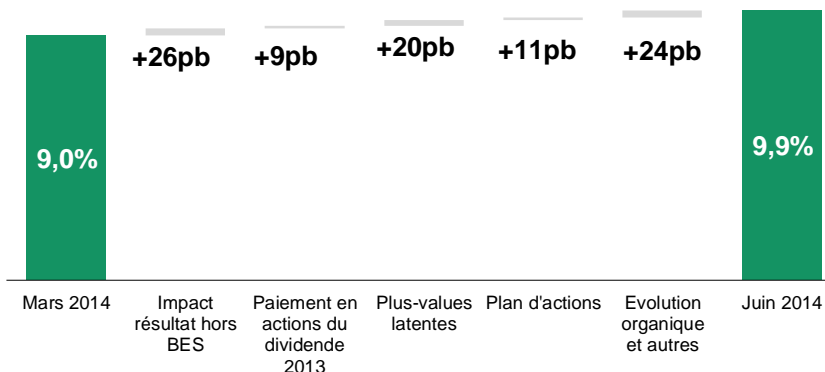 9,0%
+26pb
+9pb
+20pb
+11pb
+24pb
9,9%
Mars 2014
Impact
résultat hors
BES
Paiement en
actions du
dividende
2013
Plus-values
latentes
Plan d'actions
Evolution
organique
et autres
Juin 2014